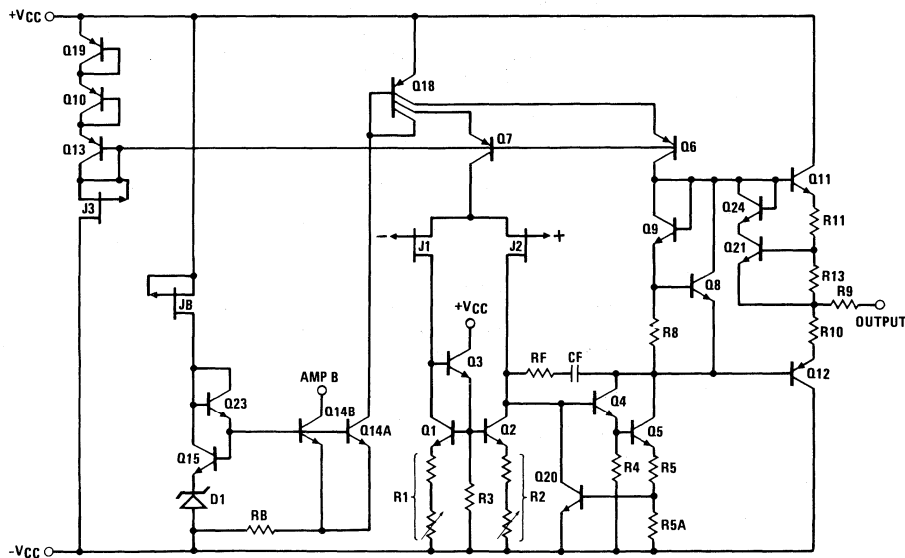 +VCC
Q19
Q10
Q13
J3
Q18
Q7
Q6
Q11
Q24
R11
Q9
Q21
J1
J2
- +
JB
Q8
R13
R9
OUTPUT
+VCC
R8
R10
Q3
RF
CF
Q12
AMP B
Q23
Q14B
Q14A
Q1
Q2
Q4
Q5
Q15
Q20
R4
R5
D1
R1
R3
R2
RB
R5A
-VCC